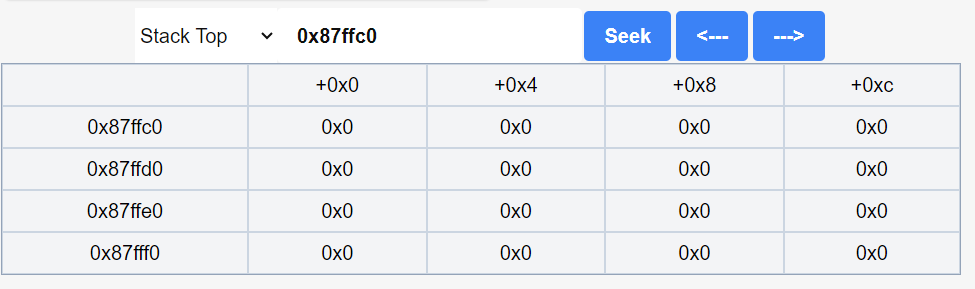 Stack Top 0x87ffc0 Seek <--- --->
+0x0 +0x4 +0x8 +0xc
0x87ffc0 0x0 0x0 0x0 0x0
0x87ffd0 0x0 0x0 0x0 0x0
0x87ffe0 0x0 0x0 0x0 0x0
0x87fff0 0x0 0x0 0x0 0x0